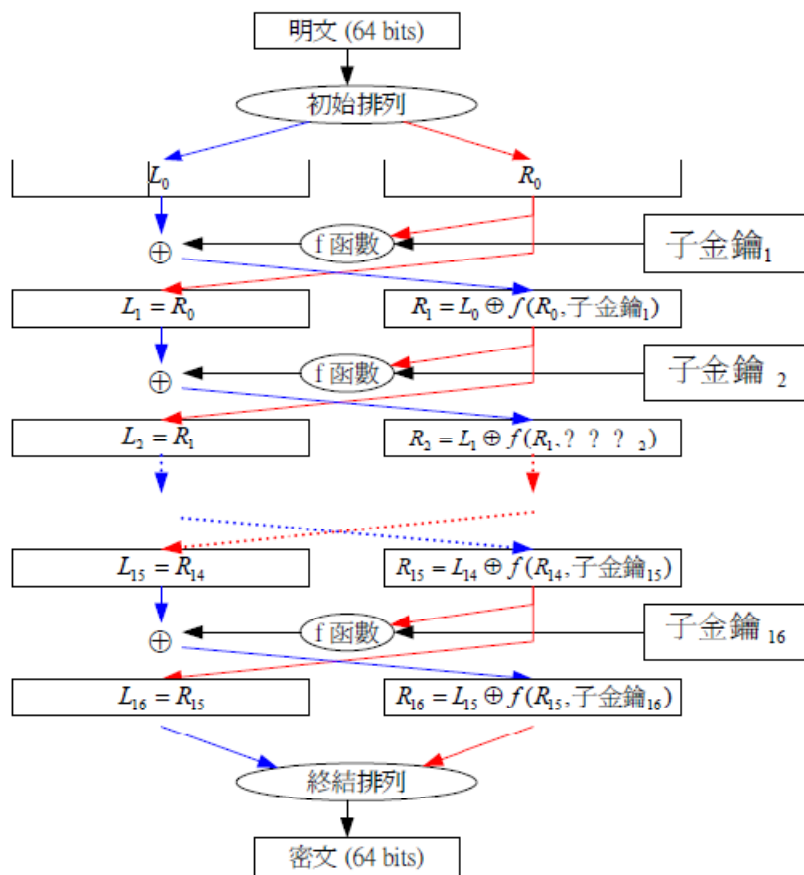 明文 (64 bits)
初始排列
L₀
R₀
f 函數
子金鑰₁
⊕
L₁ = R₀
R₁ = L₀ ⊕ f(R₀,子金鑰₁)
f 函數
子金鑰 ₂
⊕
L₂ = R₁
R₂ = L₁ ⊕ f(R₁,? ? ? ₂)
L₁₅ = R₁₄
R₁₅ = L₁₄ ⊕ f(R₁₄,子金鑰₁₅)
f 函數
子金鑰 ₁₆
⊕
L₁₆ = R₁₅
R₁₆ = L₁₅ ⊕ f(R₁₅,子金鑰₁₆)
終結排列
密文 (64 bits)